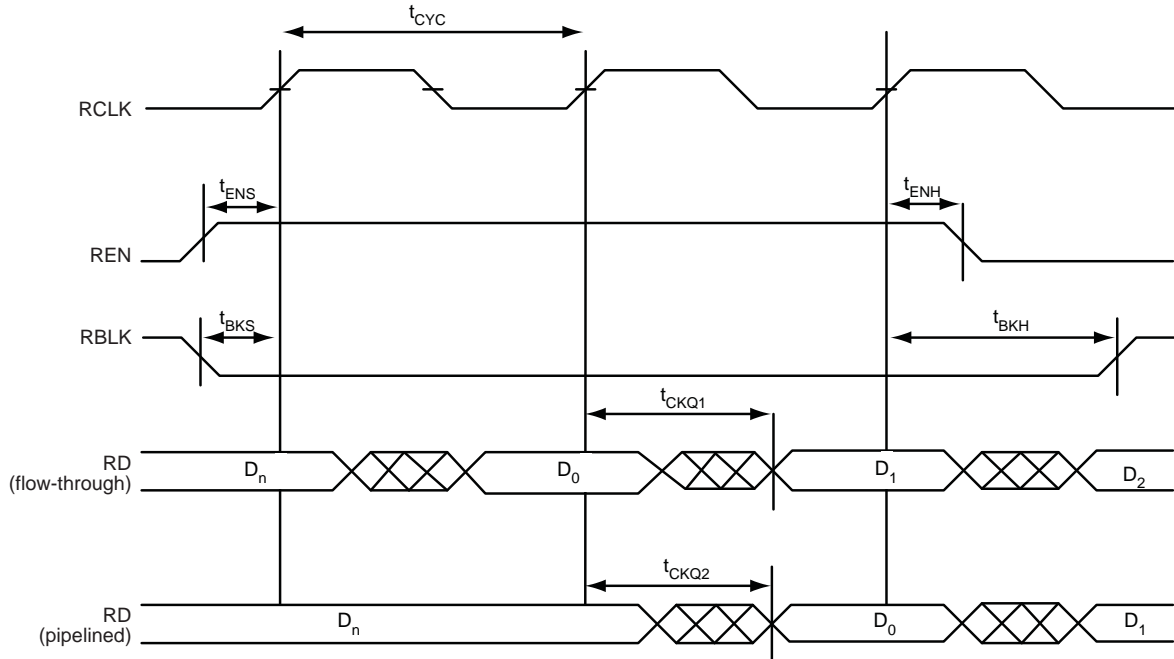 tCYC
RCLK
tENS
tENH
REN
tBKS
tBKH
RBLK
tCKQ1
RD
(flow-through)
Dn
D0
D1
D2
tCKQ2
RD
(pipelined)
Dn
D0
D1